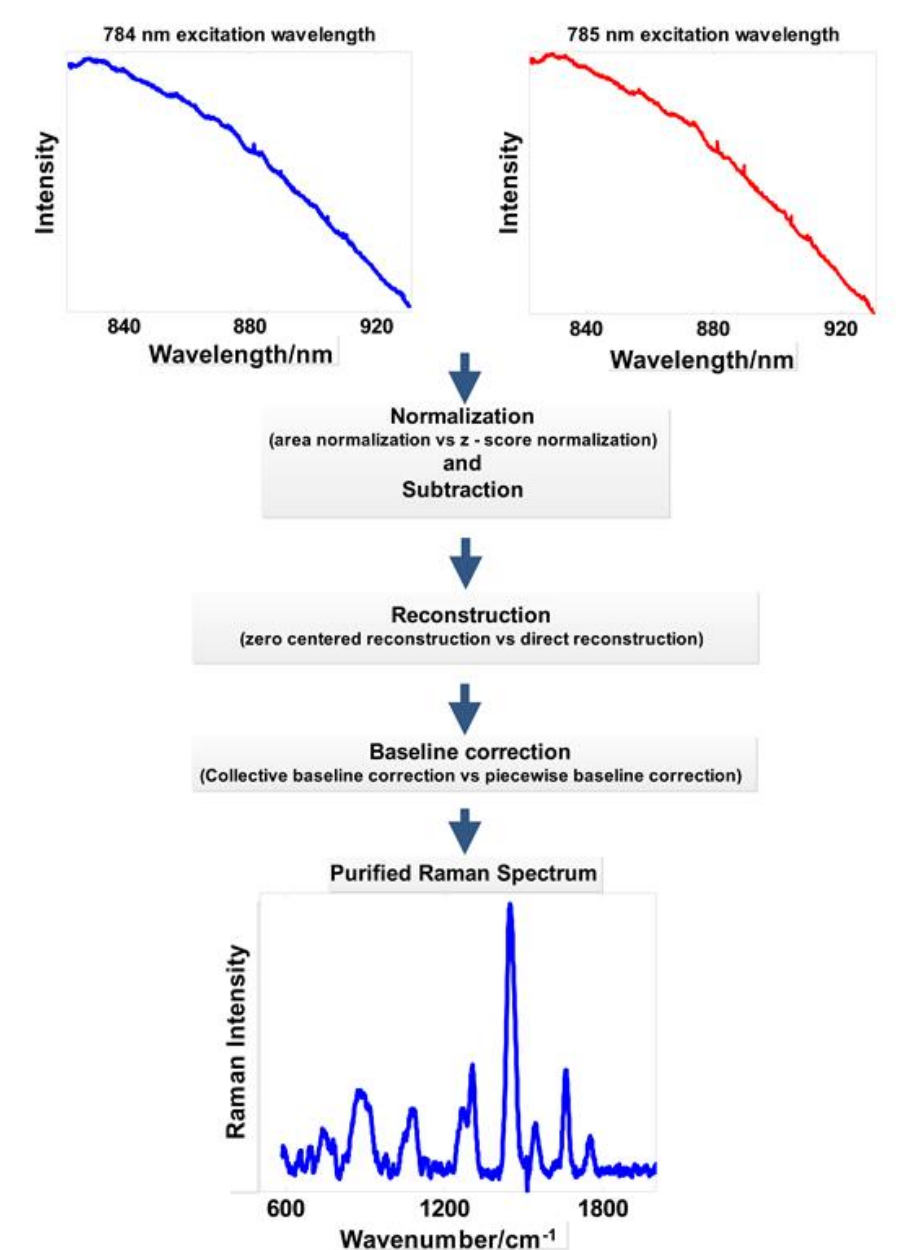 784 nm excitation wavelength
785 nm excitation wavelength
Intensity
Intensity
840 880 920
840 880 920
Wavelength/nm
Wavelength/nm
Normalization
(area normalization vs z - score normalization)
and
Subtraction
Reconstruction
(zero centered reconstruction vs direct reconstruction)
Baseline correction
(Collective baseline correction vs piecewise baseline correction)
Purified Raman Spectrum
Raman Intensity
600 1200 1800
Wavenumber/cm-1